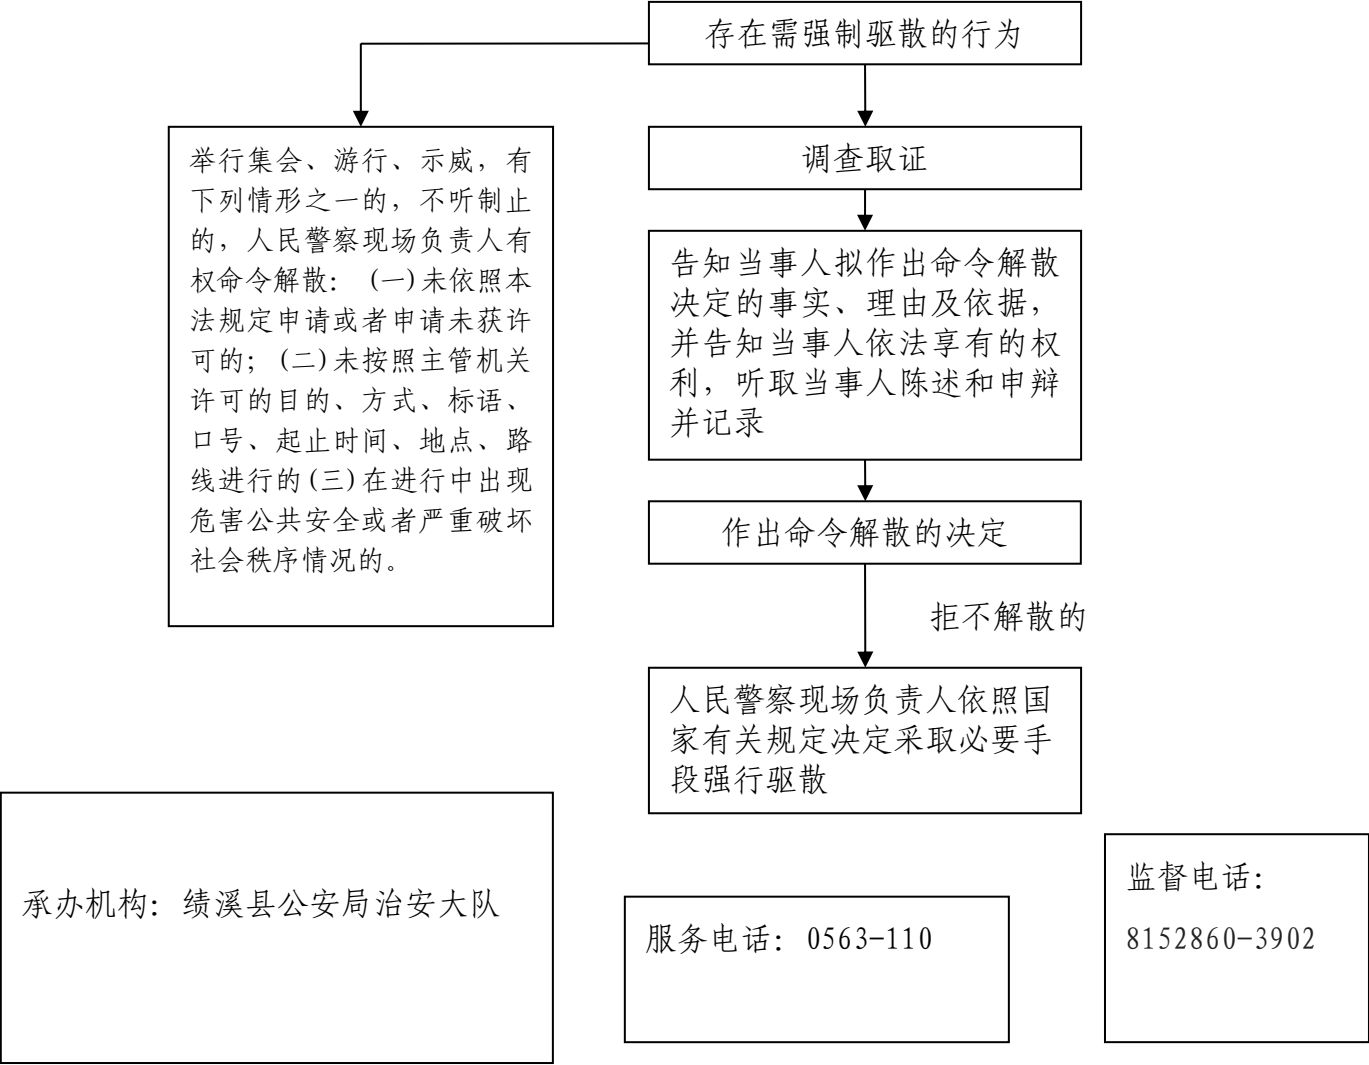 存在需强制驱散的行为
举行集会、游行、示威，有
下列情形之一的，不听制止
的，人民警察现场负责人有
权命令解散： (一)未依照本
法规定申请或者申请未获许
可的；(二)未按照主管机关
许可的目的、方式、标语、
口号、起止时间、地点、路
线进行的(三)在进行中出现
危害公共安全或者严重破坏
社会秩序情况的。
调查取证
告知当事人拟作出命令解散
决定的事实、理由及依据，
并告知当事人依法享有的权
利，听取当事人陈述和申辩
并记录
作出命令解散的决定
拒不解散的
人民警察现场负责人依照国
家有关规定决定采取必要手
段强行驱散
承办机构：绩溪县公安局治安大队
服务电话：0563-110
监督电话：
8152860-3902